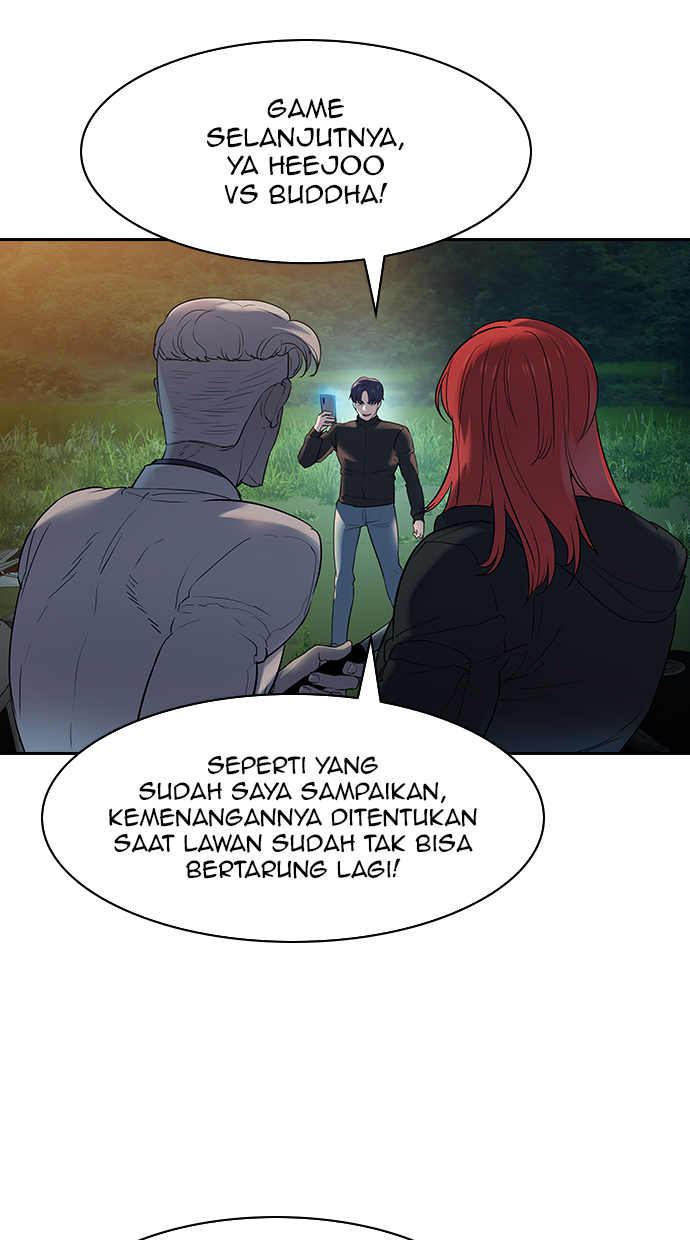 GAME
SELANJUTNYA,
YA HEEJOO
VS BUDDHA!
SEPERTI YANG
SUDAH SAYA SAMPAIKAN,
KEMENANGANNYA DITENTUKAN
SAAT LAWAN SUDAH TAK BISA
BERTARUNG LAGI!